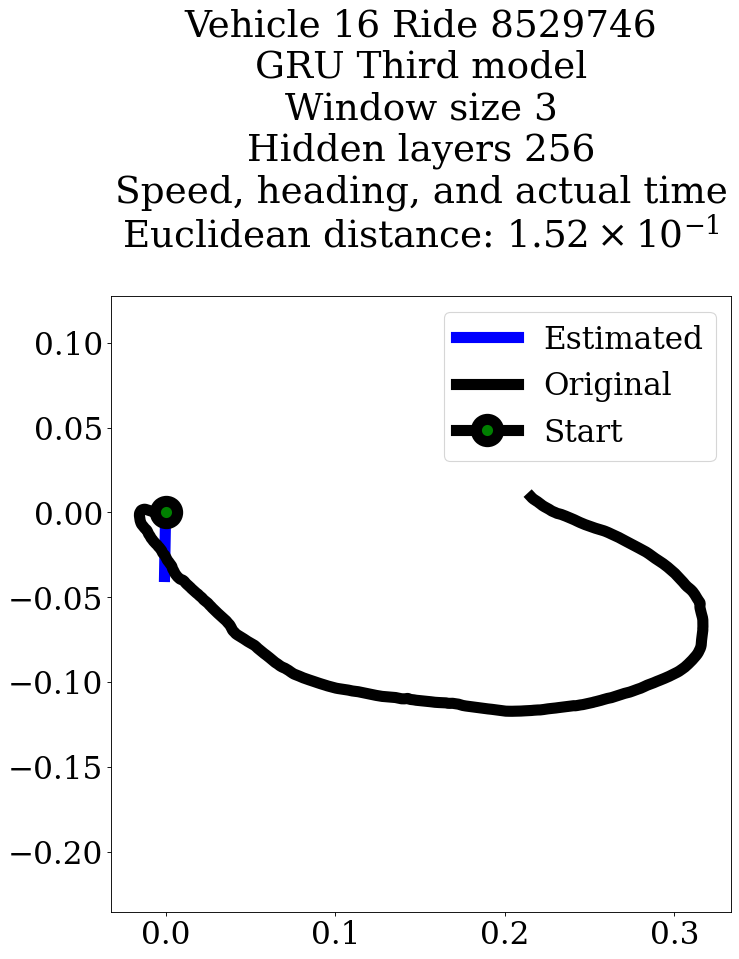 Vehicle 16 Ride 8529746
GRU Third model
Window size 3
Hidden layers 256
Speed, heading, and actual time
Euclidean distance: 1.52 × 10⁻¹
Estimated
Original
Start
0.10
0.05
0.00
−0.05
−0.10
−0.15
−0.20
0.0 0.1 0.2 0.3